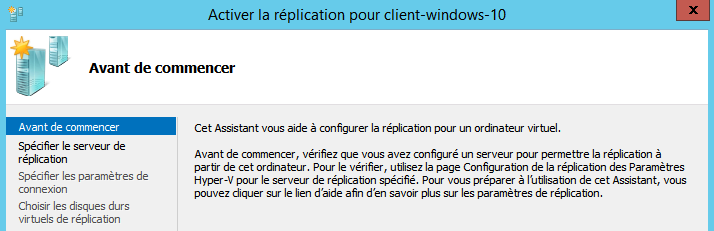 Activer la réplication pour client-windows-10
x
Avant de commencer
Avant de commencer
Spécifier le serveur de
réplication
Spécifier les paramètres de
connexion
Choisir les disques durs
virtuels de réplication
Cet Assistant vous aide à configurer la réplication pour un ordinateur virtuel.
Avant de commencer, vérifiez que vous avez configuré un serveur pour permettre la réplication à
partir de cet ordinateur. Pour le vérifier, utilisez la page Configuration de la réplication des Paramètres
Hyper-V pour le serveur de réplication spécifié. Pour vous préparer à l'utilisation de cet Assistant, vous
pouvez cliquer sur le lien d'aide afin d'en savoir plus sur les paramètres de réplication.